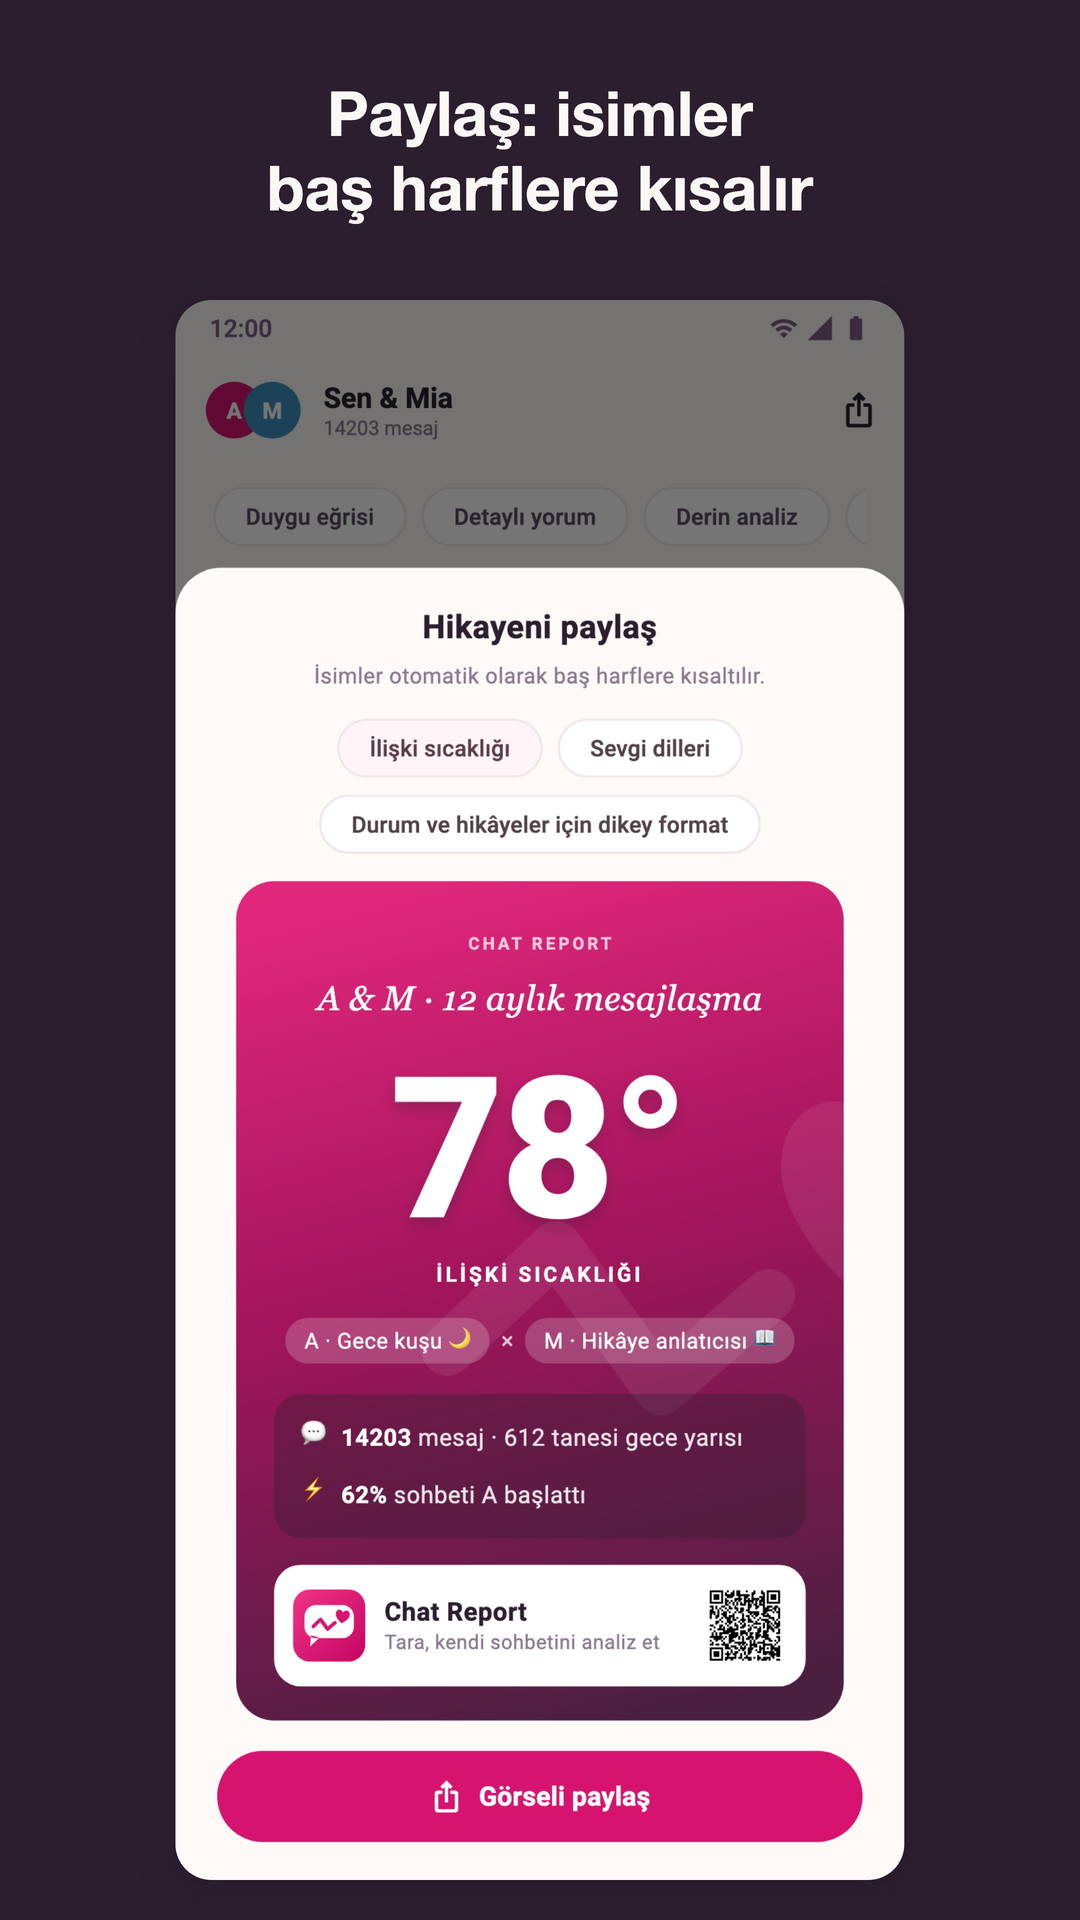 Paylaş: isimler
baş harflere kısalır
12:00
A M Sen & Mia
14203 mesaj
Duygu eğrisi Detaylı yorum Derin analiz
Hikayeni paylaş
İsimler otomatik olarak baş harflere kısaltılır.
İlişki sıcaklığı Sevgi dilleri
Durum ve hikâyeler için dikey format
CHAT REPORT
A & M · 12 aylık mesajlaşma
78°
İLİŞKİ SICAKLIĞI
A · Gece kuşu 🌙 × M · Hikâye anlatıcısı 📖
💬 14203 mesaj · 612 tanesi gece yarısı
⚡ 62% sohbeti A başlattı
Chat Report
Tara, kendi sohbetini analiz et
Görseli paylaş